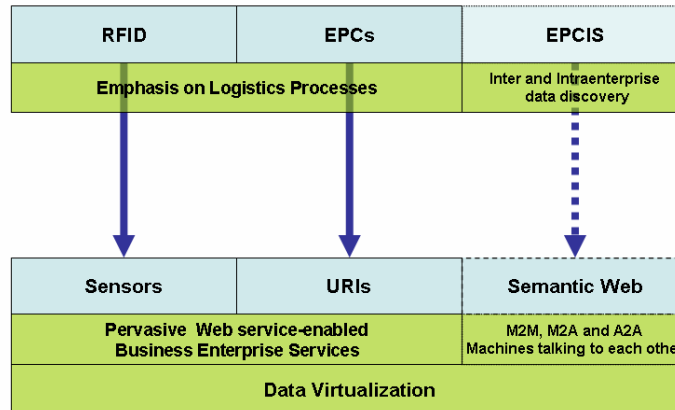 RFID
EPCs
EPCIS
Emphasis on Logistics Processes
Inter and Intraenterprise
data discovery
Sensors
URIs
Semantic Web
Pervasive Web service-enabled
Business Enterprise Services
M2M, M2A and A2A
Machines talking to each othe
Data Virtualization